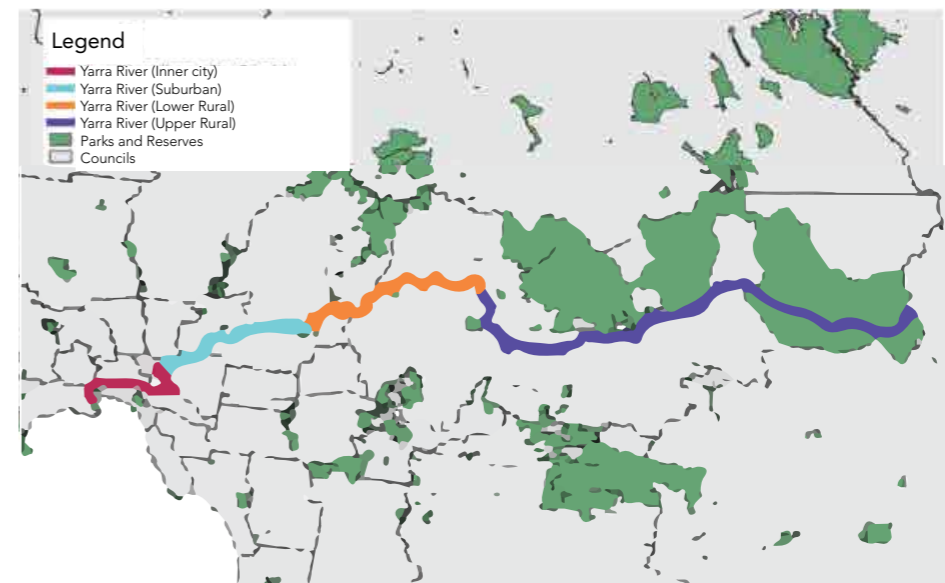 Legend
Yarra River (Inner city)
Yarra River (Suburban)
Yarra River (Lower Rural)
Yarra River (Upper Rural)
Parks and Reserves
Councils